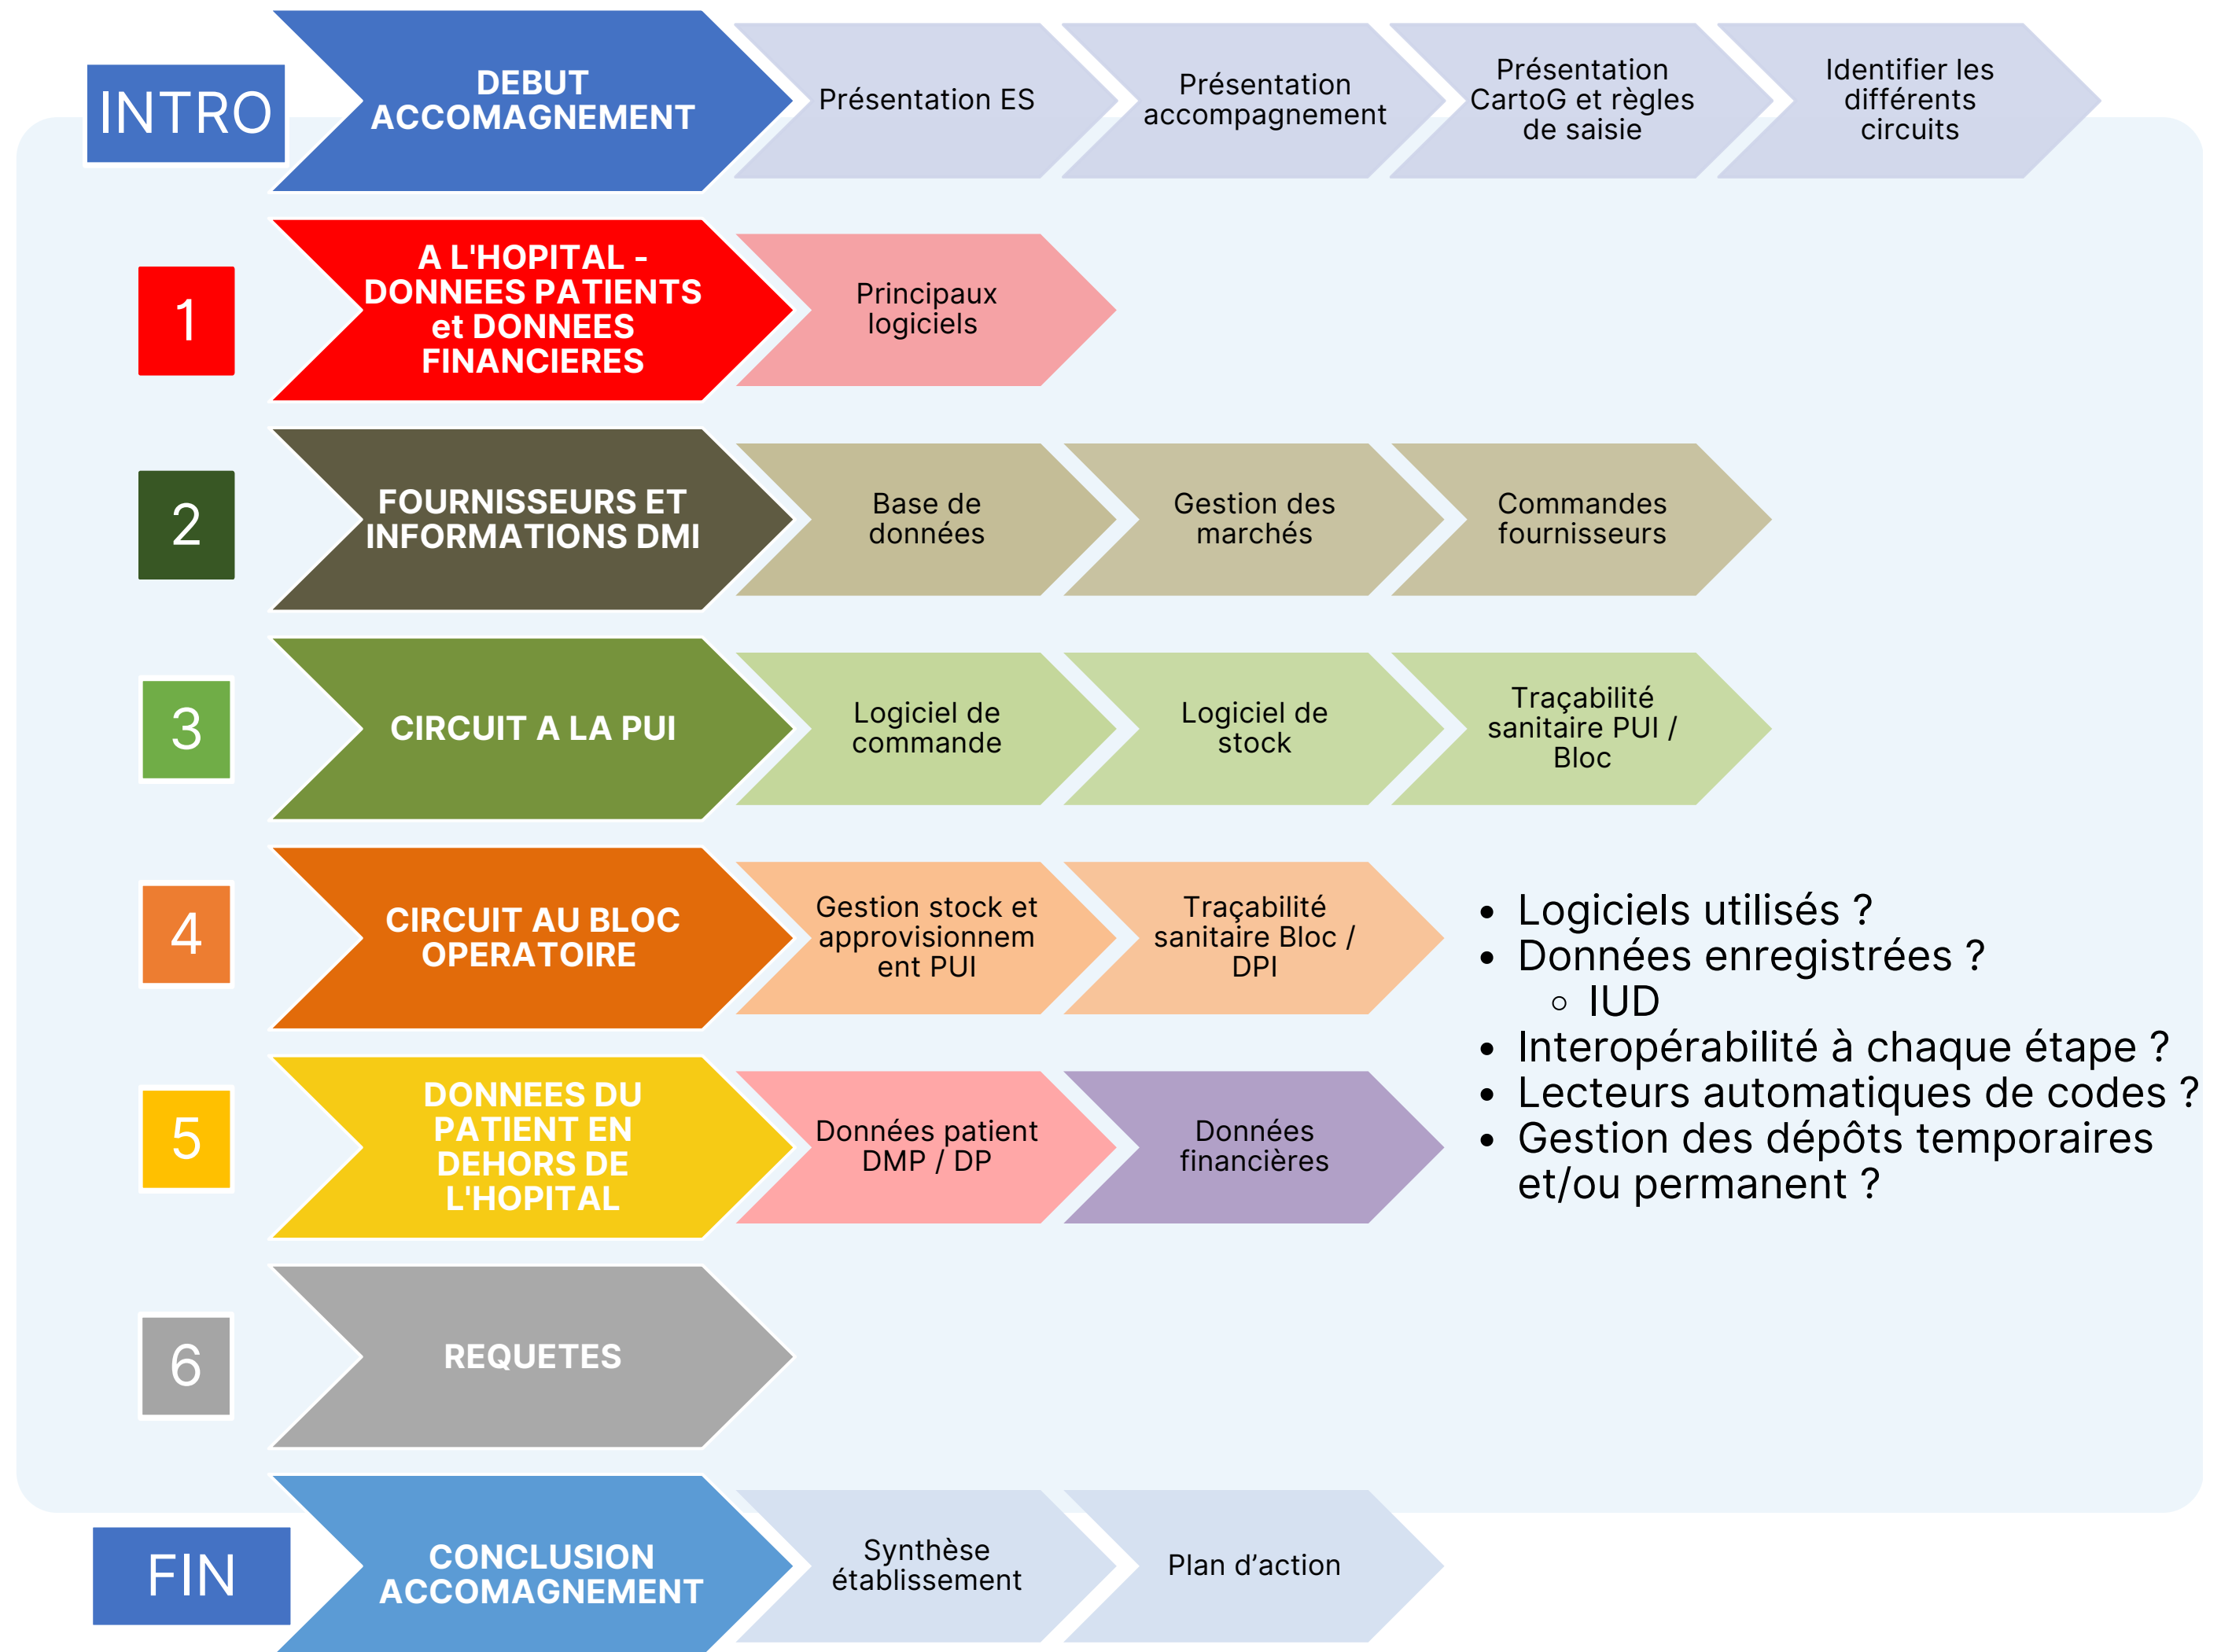 INTRO
DEBUT
ACCOMAGNEMENT
Présentation ES
Présentation
accompagnement
Présentation
CartoG et règles
de saisie
Identifier les
différents
circuits
1
A L'HOPITAL -
DONNEES PATIENTS
et DONNEES
FINANCIERES
Principaux
logiciels
2
FOURNISSEURS ET
INFORMATIONS DMI
Base de
données
Gestion des
marchés
Commandes
fournisseurs
3
CIRCUIT A LA PUI
Logiciel de
commande
Logiciel de
stock
Traçabilité
sanitaire PUI /
Bloc
4
CIRCUIT AU BLOC
OPERATOIRE
Gestion stock et
approvisionnem
ent PUI
Traçabilité
sanitaire Bloc /
DPI
5
DONNEES DU
PATIENT EN
DEHORS DE
L'HOPITAL
Données patient
DMP / DP
Données
financières
• Logiciels utilisés ?
• Données enregistrées ?
○ IUD
• Interopérabilité à chaque étape ?
• Lecteurs automatiques de codes ?
• Gestion des dépôts temporaires
et/ou permanent ?
6
REQUETES
FIN
CONCLUSION
ACCOMAGNEMENT
Synthèse
établissement
Plan d’action